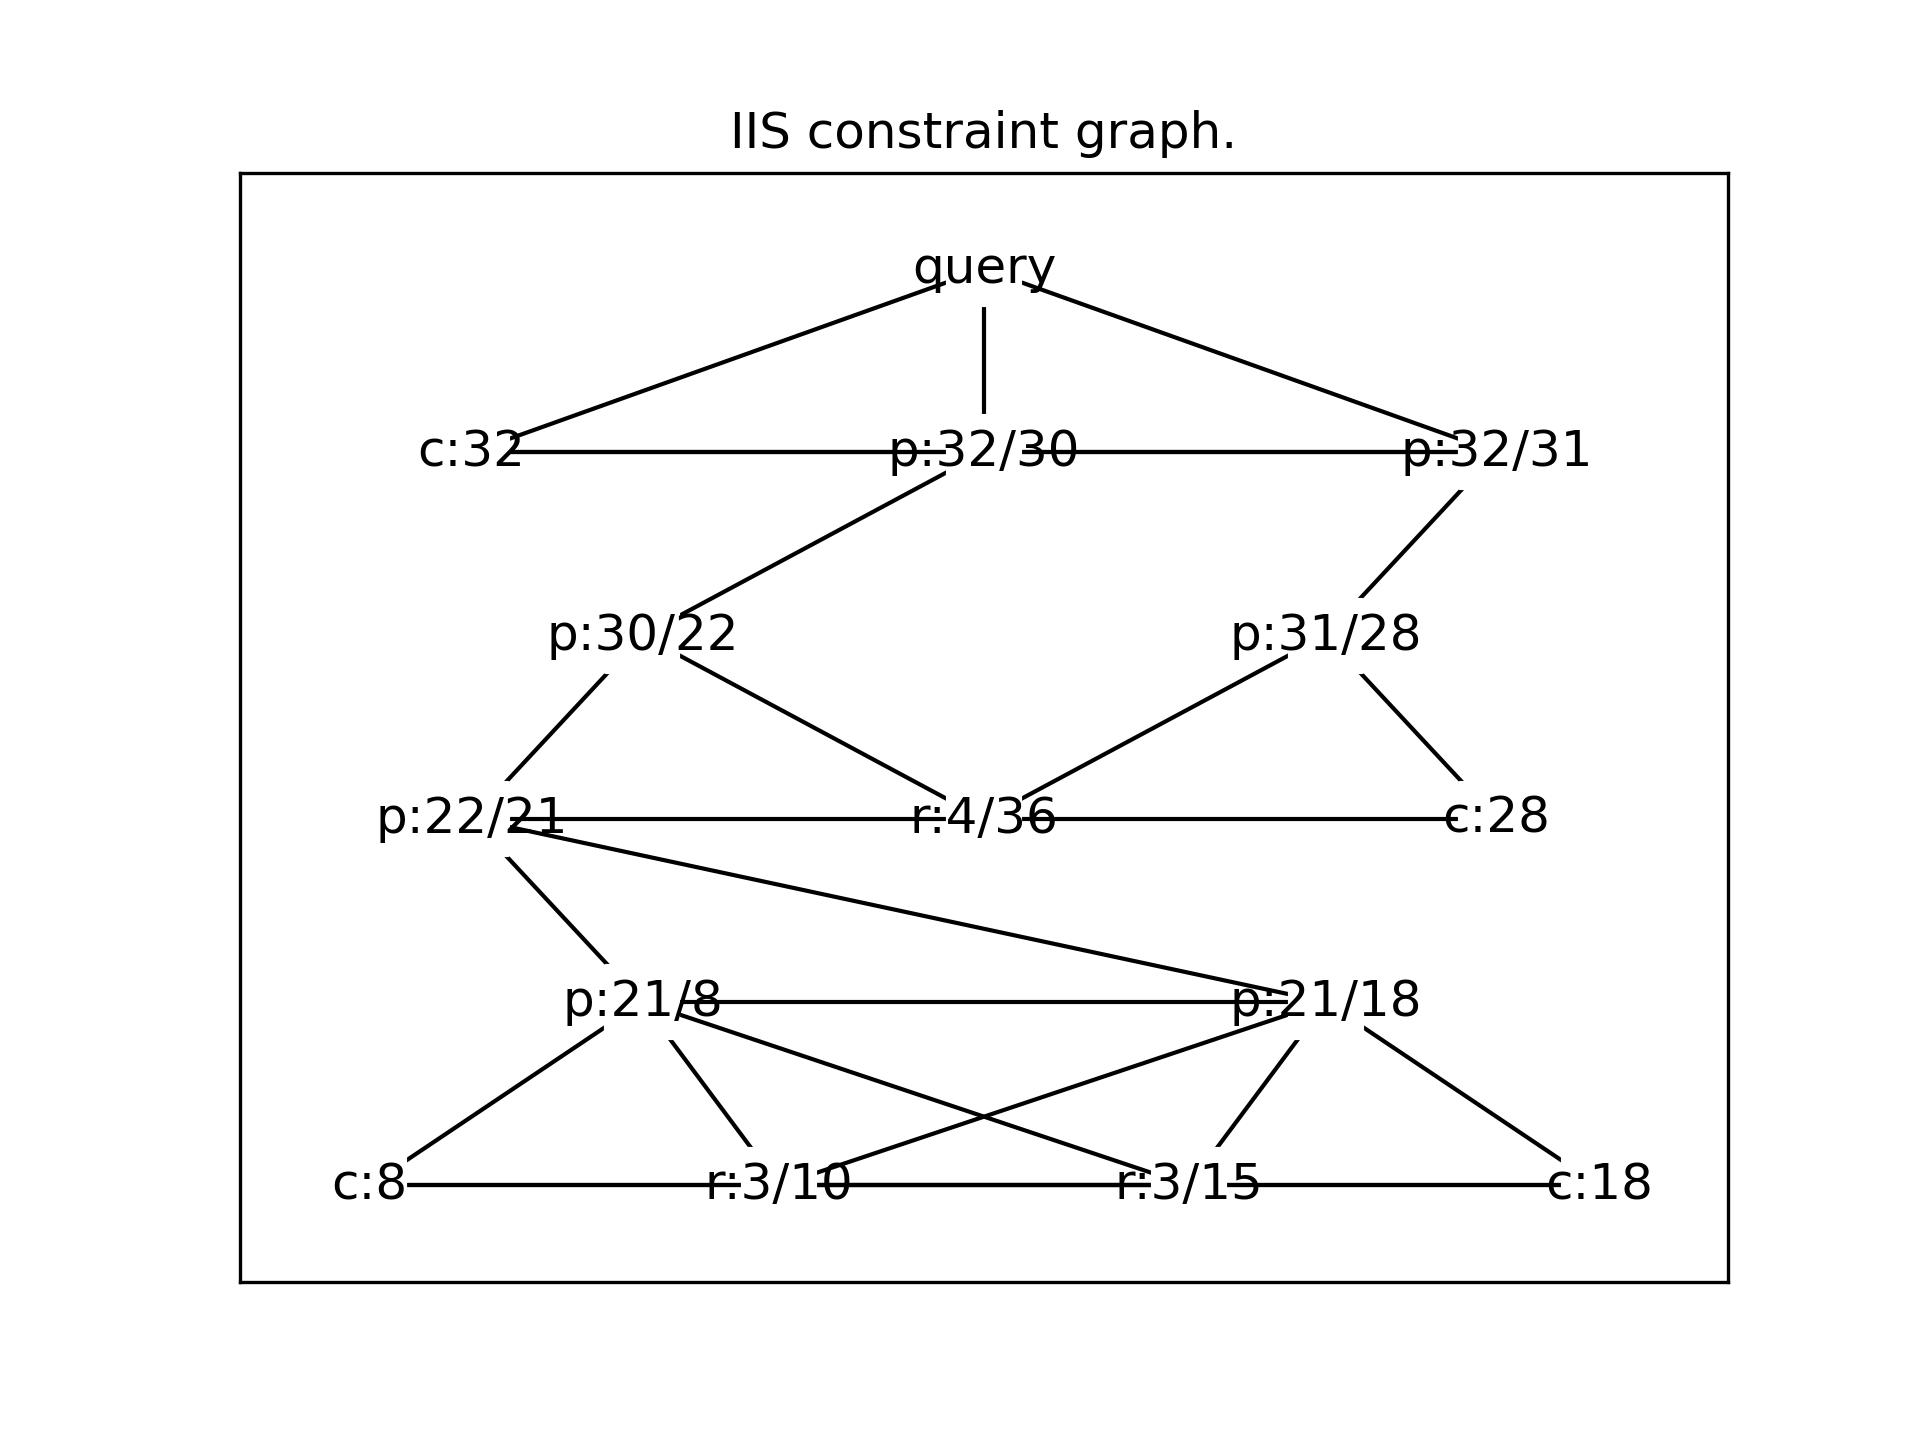 IIS constraint graph.
query
c:32 p:32/30 p:32/31
p:30/22 p:31/28
p:22/21 r:4/36 c:28
p:21/8 p:21/18
c:8 r:3/10 r:3/15 c:18